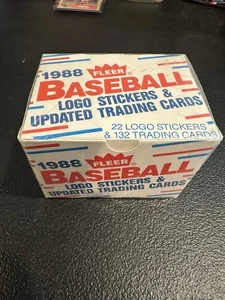 1988 FLEER
BASEBALL
LOGO STICKERS &
UPDATED TRADING CARDS
22 LOGO STICKERS
& 132 TRADING CARDS
1988 FLEER
BASEBALL
LOGO STICKERS &
UPDATED TRADING CARDS